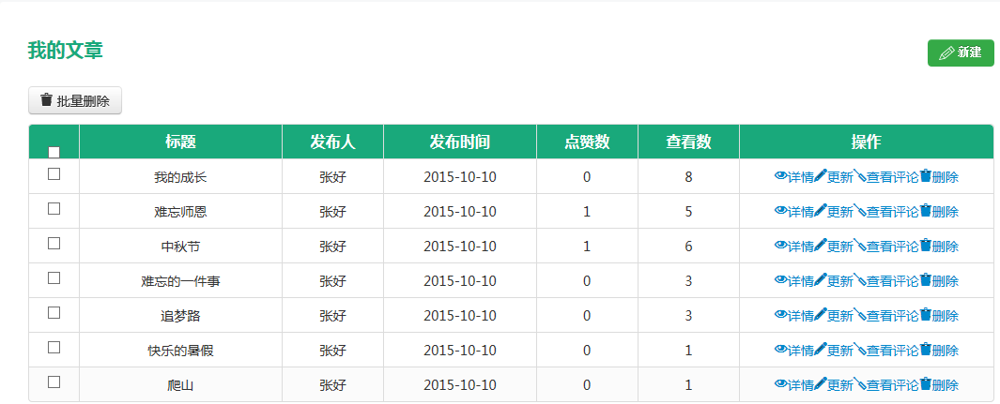 我的文章
新建
批量删除
标题 发布人 发布时间 点赞数 查看数 操作
我的成长 张好 2015-10-10 0 8 详情 更新 查看评论 删除
难忘师恩 张好 2015-10-10 1 5 详情 更新 查看评论 删除
中秋节 张好 2015-10-10 1 6 详情 更新 查看评论 删除
难忘的一件事 张好 2015-10-10 0 3 详情 更新 查看评论 删除
追梦路 张好 2015-10-10 0 3 详情 更新 查看评论 删除
快乐的暑假 张好 2015-10-10 0 1 详情 更新 查看评论 删除
爬山 张好 2015-10-10 0 1 详情 更新 查看评论 删除